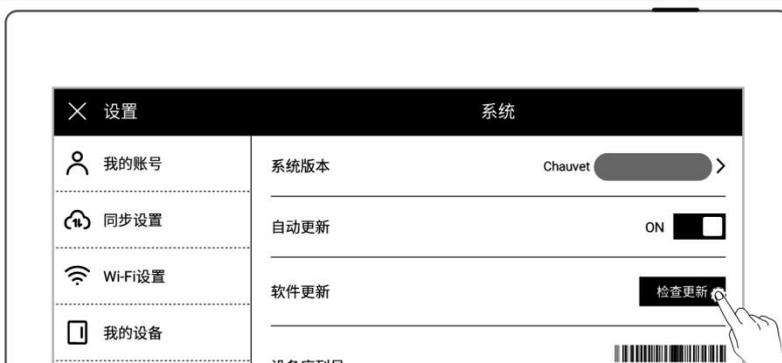 设置
系统
我的账号
系统版本
Chauvet
同步设置
自动更新
ON
Wi-Fi设置
软件更新
检查更新
我的设备